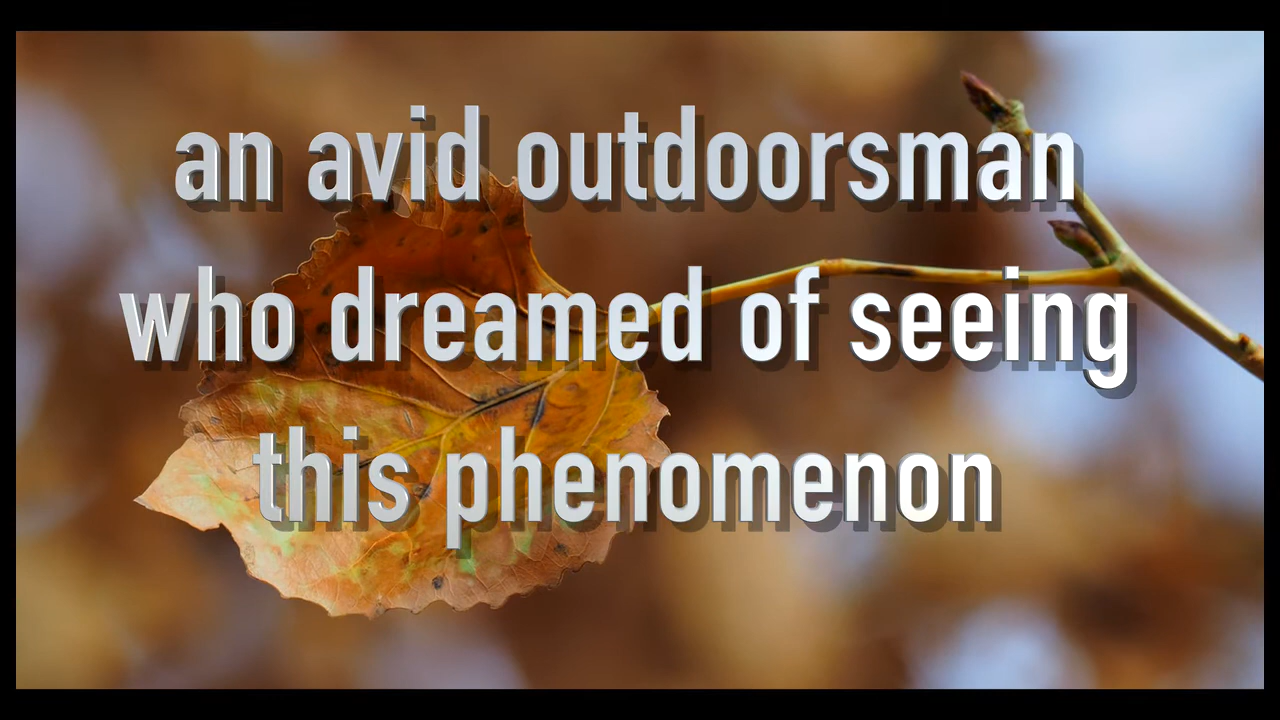 an avid outdoorsman
who dreamed of seeing
this phenomenon